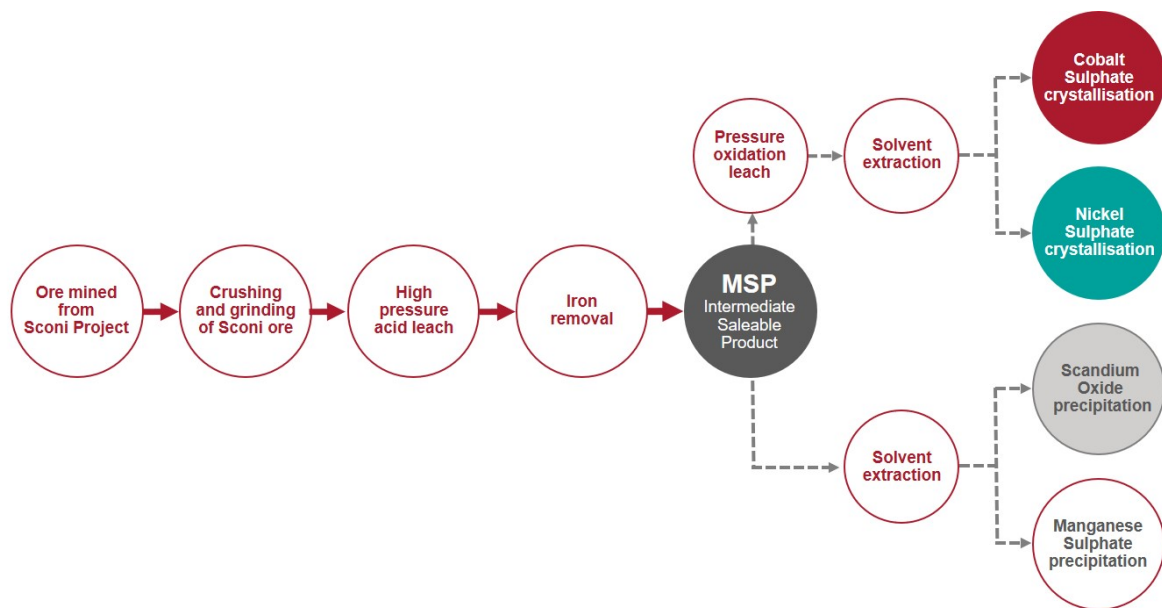 Ore mined
from
Sconi Project
Crushing
and grinding
of Sconi ore
High
pressure
acid leach
Iron
removal
MSP
Intermediate
Saleable
Product
Pressure
oxidation
leach
Solvent
extraction
Cobalt
Sulphate
crystallisation
Nickel
Sulphate
crystallisation
Solvent
extraction
Scandium
Oxide
precipitation
Manganese
Sulphate
precipitation